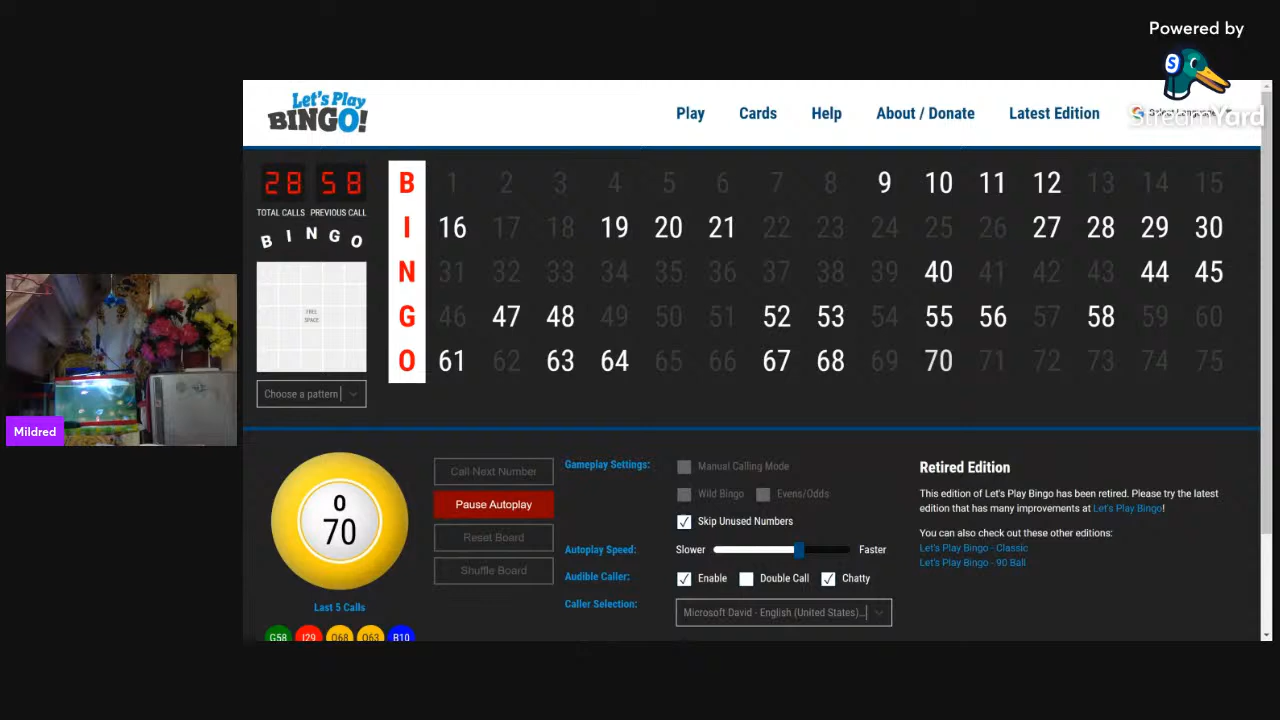 Powered by
StreamYard
Let's Play
BINGO!
Play Cards Help About / Donate Latest Edition Select Language
28 58
TOTAL CALLS PREVIOUS CALL
B I N G O
FREE
SPACE
Choose a pattern
B 1 2 3 4 5 6 7 8 9 10 11 12 13 14 15
I 16 17 18 19 20 21 22 23 24 25 26 27 28 29 30
N 31 32 33 34 35 36 37 38 39 40 41 42 43 44 45
G 46 47 48 49 50 51 52 53 54 55 56 57 58 59 60
O 61 62 63 64 65 66 67 68 69 70 71 72 73 74 75
Mildred
O
70
Last 5 Calls
G58 I29 O68 O63 B10
Call Next Number
Pause Autoplay
Reset Board
Shuffle Board
Gameplay Settings:
Manual Calling Mode
Wild Bingo Evens/Odds
Skip Unused Numbers
Autoplay Speed: Slower Faster
Audible Caller: Enable Double Call Chatty
Caller Selection: Microsoft David - English (United States)...
Retired Edition
This edition of Let's Play Bingo has been retired. Please try the latest
edition that has many improvements at Let's Play Bingo!
You can also check out these other editions:
Let's Play Bingo - Classic
Let's Play Bingo - 90 Ball